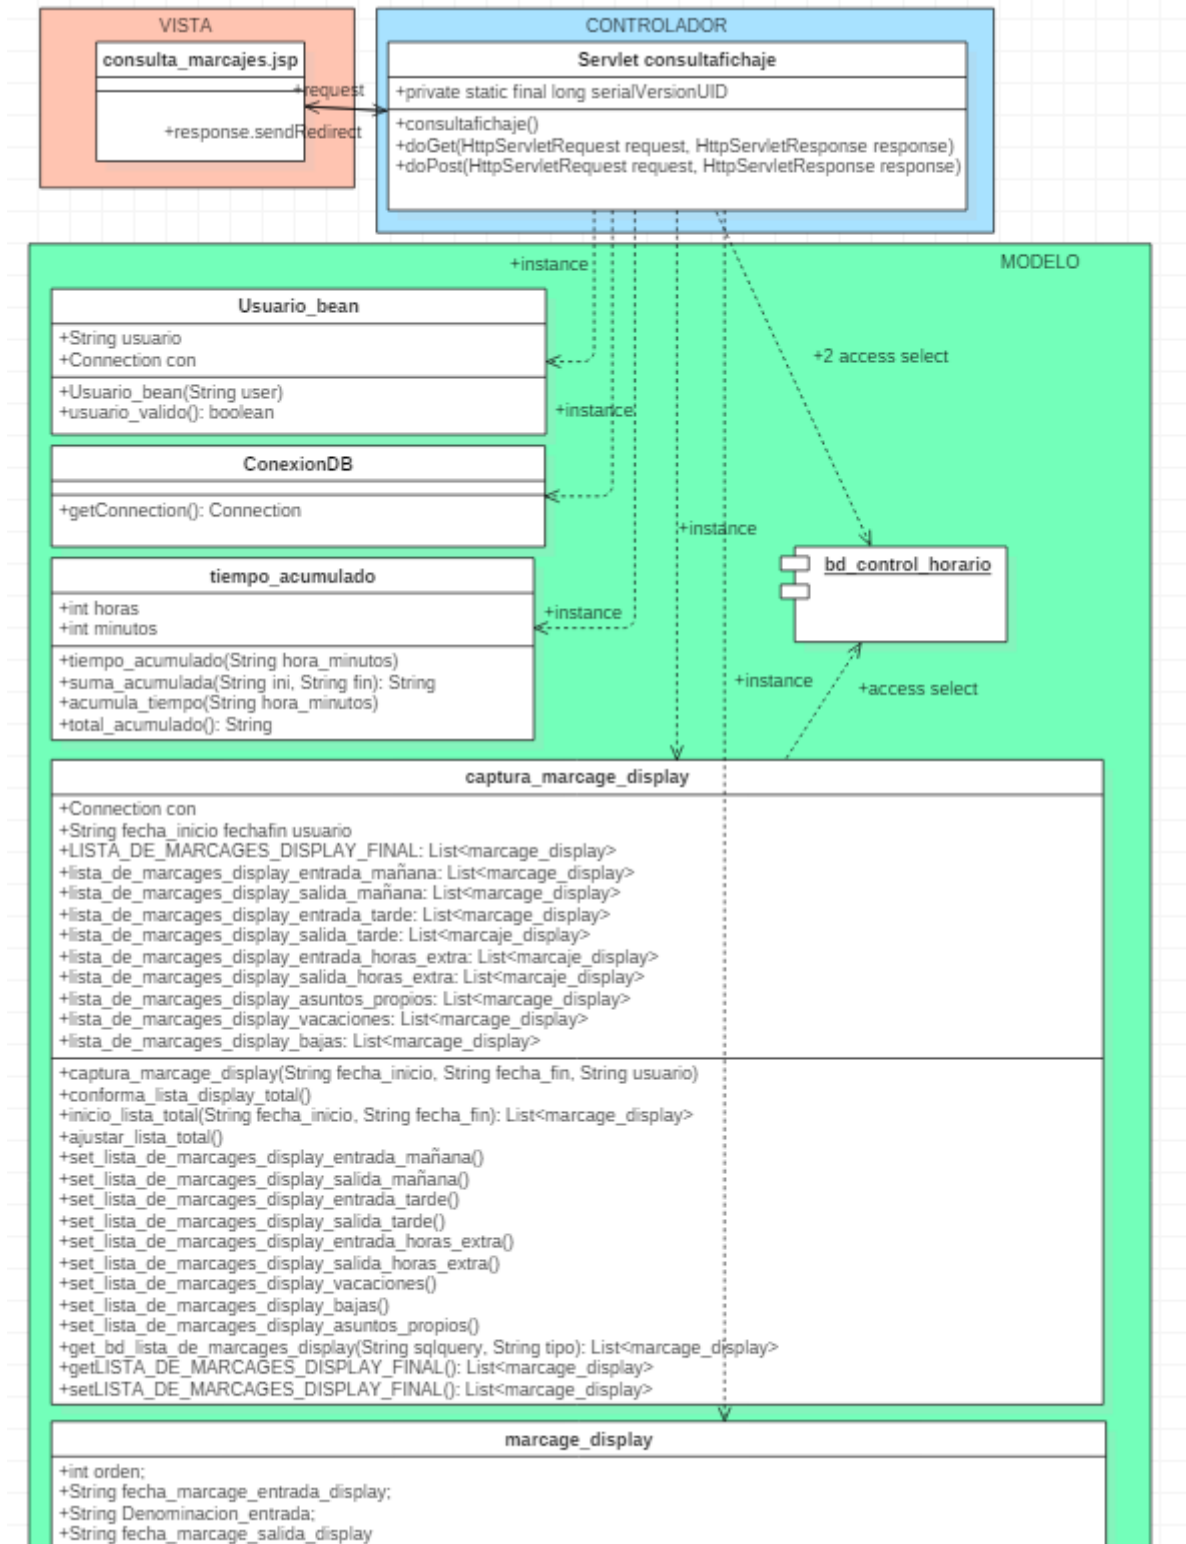 VISTA
consulta_marcajes.jsp
+request
+response.sendRedirect
CONTROLADOR
Servlet consultafichaje
+private static final long serialVersionUID
+consultafichaje()
+doGet(HttpServletRequest request, HttpServletResponse response)
+doPost(HttpServletRequest request, HttpServletResponse response)
MODELO
+instance
Usuario_bean
+String usuario
+Connection con
+Usuario_bean(String user)
+usuario_valido(): boolean
+2 access select
+instance
ConexionDB
+getConnection(): Connection
+instance
bd_control_horario
tiempo_acumulado
+int horas
+int minutos
+instance
+tiempo_acumulado(String hora_minutos)
+suma_acumulada(String ini, String fin): String
+acumula_tiempo(String hora_minutos)
+total_acumulado(): String
+instance
+access select
captura_marcage_display
+Connection con
+String fecha_inicio fechafin usuario
+LISTA_DE_MARCAGES_DISPLAY_FINAL: List<marcage_display>
+lista_de_marcages_display_entrada_mañana: List<marcage_display>
+lista_de_marcages_display_salida_mañana: List<marcage_display>
+lista_de_marcages_display_entrada_tarde: List<marcage_display>
+lista_de_marcages_display_salida_tarde: List<marcaje_display>
+lista_de_marcages_display_entrada_horas_extra: List<marcaje_display>
+lista_de_marcages_display_salida_horas_extra: List<marcaje_display>
+lista_de_marcages_display_asuntos_propios: List<marcage_display>
+lista_de_marcages_display_vacaciones: List<marcage_display>
+lista_de_marcages_display_bajas: List<marcage_display>
+captura_marcage_display(String fecha_inicio, String fecha_fin, String usuario)
+conforma_lista_display_total()
+inicio_lista_total(String fecha_inicio, String fecha_fin): List<marcage_display>
+ajustar_lista_total()
+set_lista_de_marcages_display_entrada_mañana()
+set_lista_de_marcages_display_salida_mañana()
+set_lista_de_marcages_display_entrada_tarde()
+set_lista_de_marcages_display_salida_tarde()
+set_lista_de_marcages_display_entrada_horas_extra()
+set_lista_de_marcages_display_salida_horas_extra()
+set_lista_de_marcages_display_vacaciones()
+set_lista_de_marcages_display_bajas()
+set_lista_de_marcages_display_asuntos_propios()
+get_bd_lista_de_marcages_display(String sqlquery, String tipo): List<marcage_display>
+getLISTA_DE_MARCAGES_DISPLAY_FINAL(): List<marcage_display>
+setLISTA_DE_MARCAGES_DISPLAY_FINAL(): List<marcage_display>
marcage_display
+int orden;
+String fecha_marcage_entrada_display;
+String Denominacion_entrada;
+String fecha_marcage_salida_display